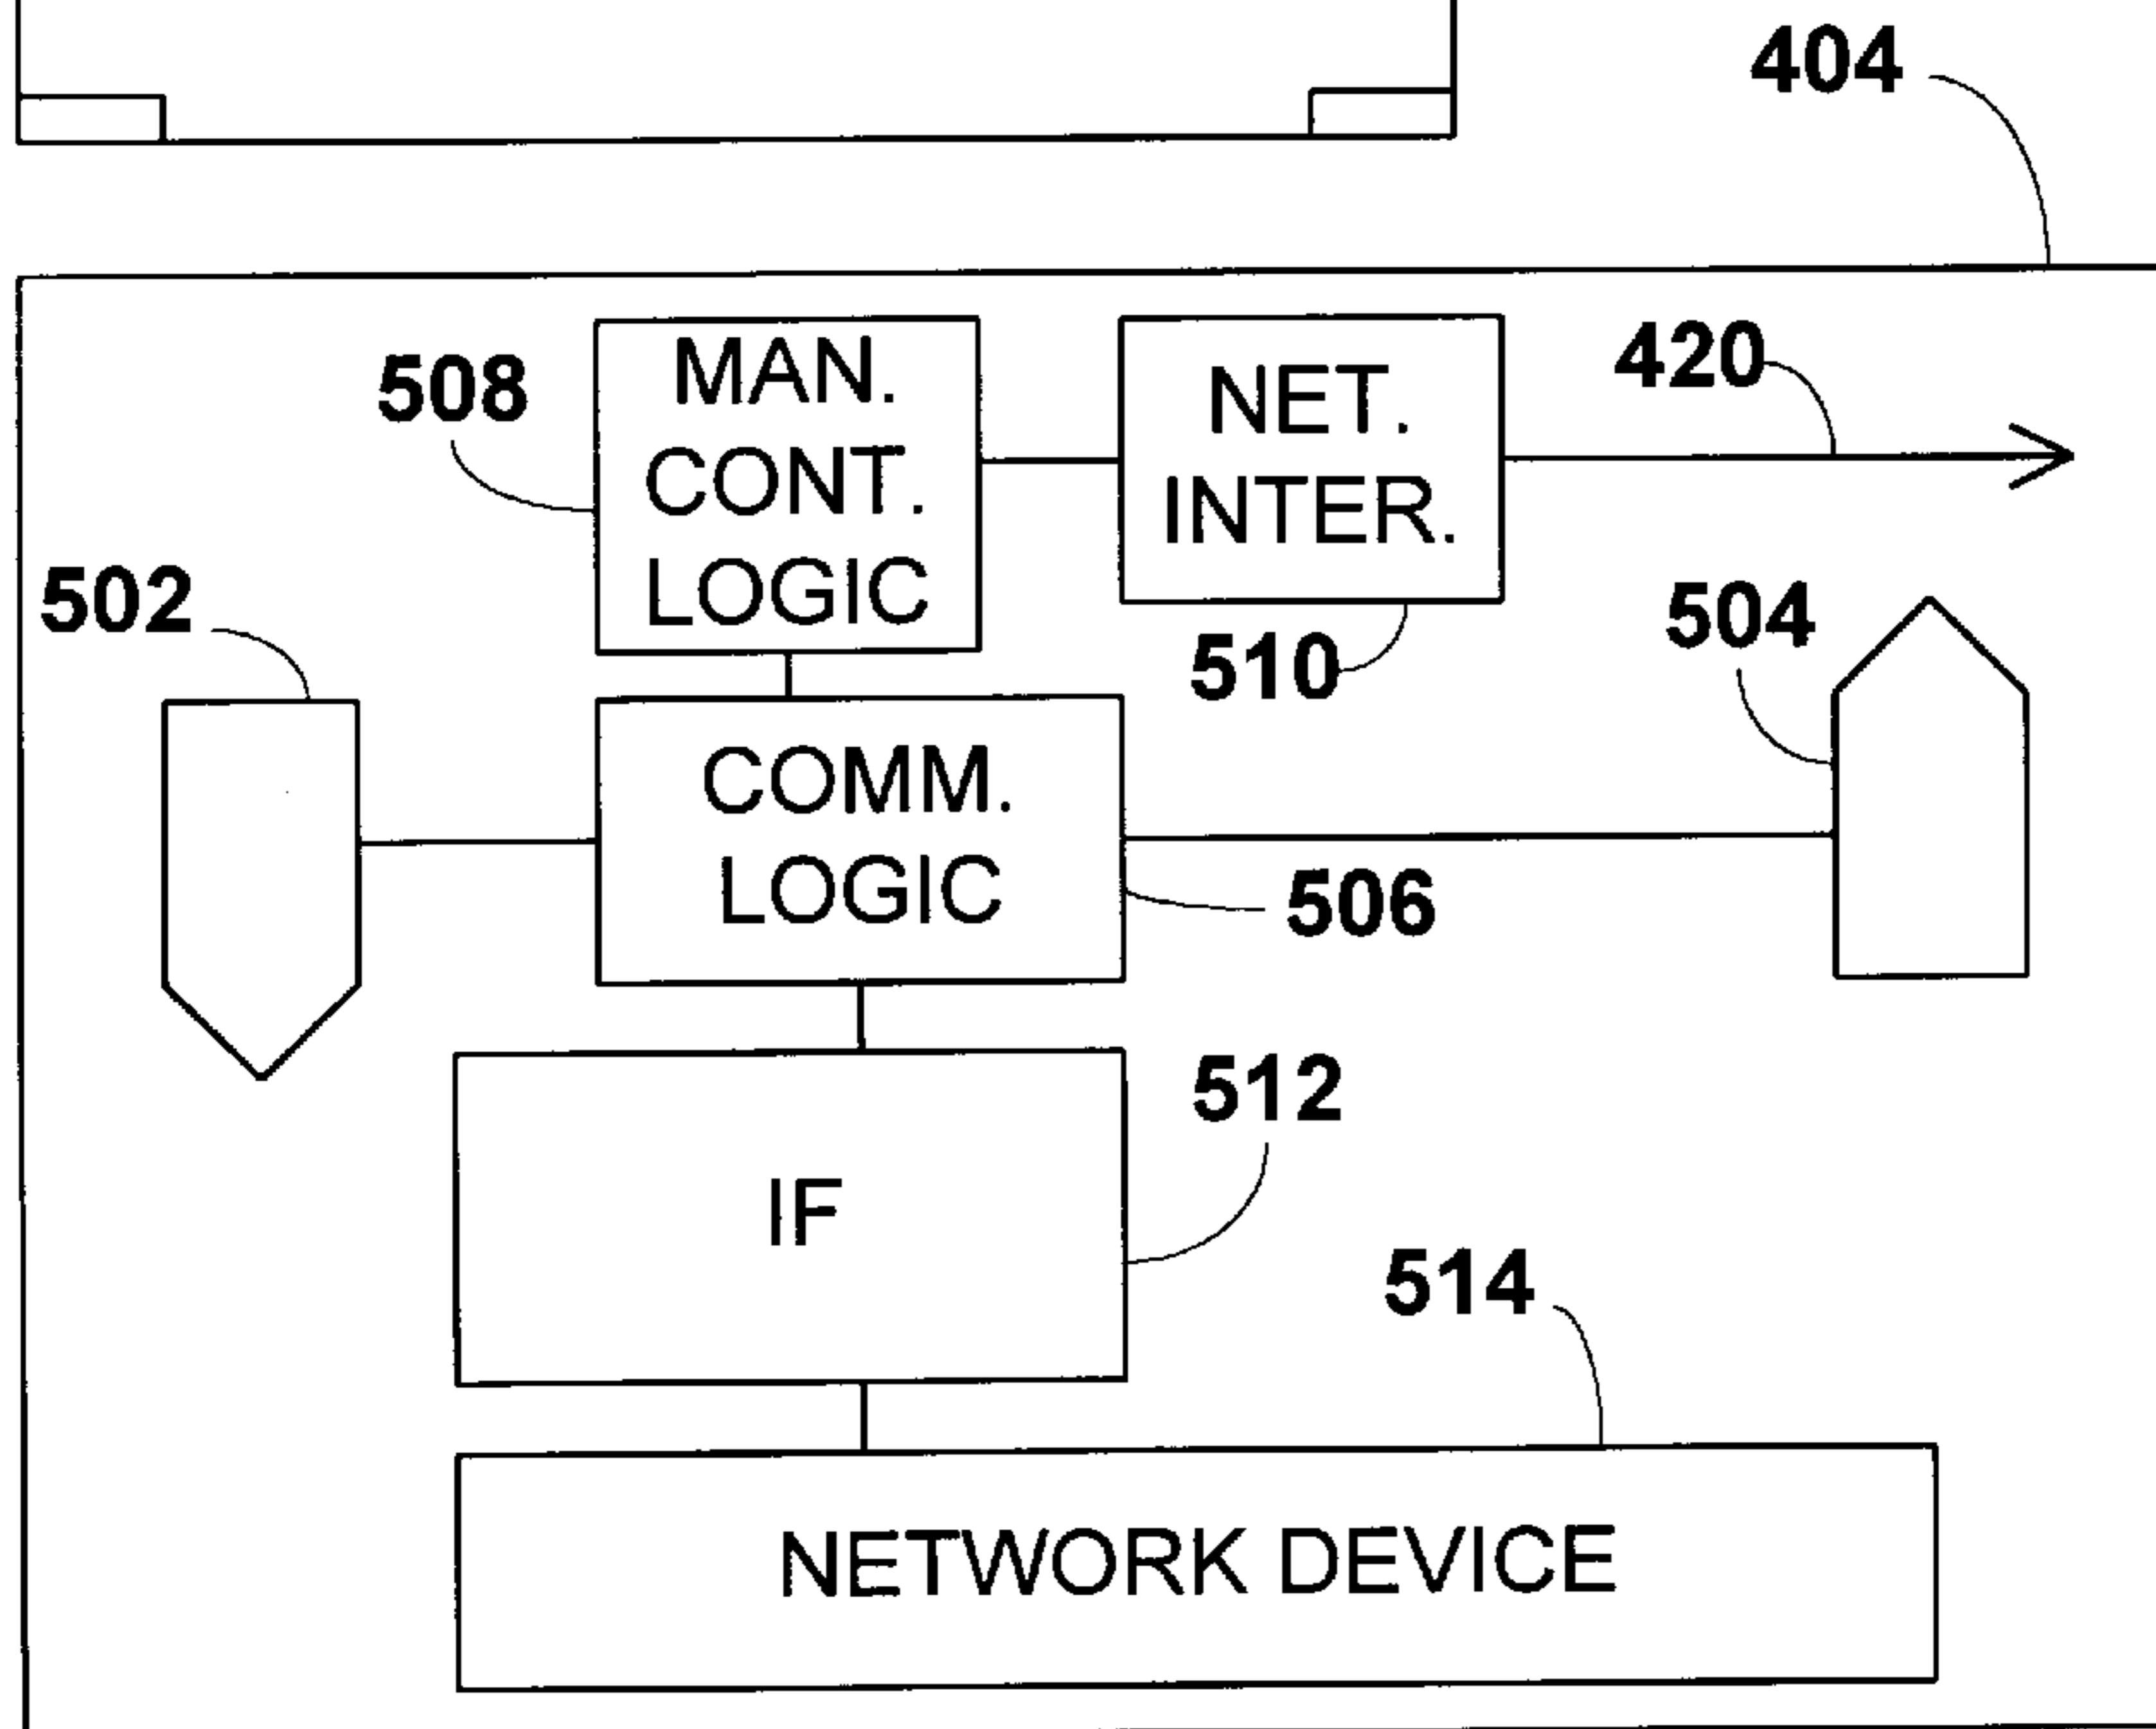 404
420
508
MAN.
CONT.
LOGIC
NET.
INTER.
502
510
504
COMM.
LOGIC
506
512
IF
514
NETWORK DEVICE